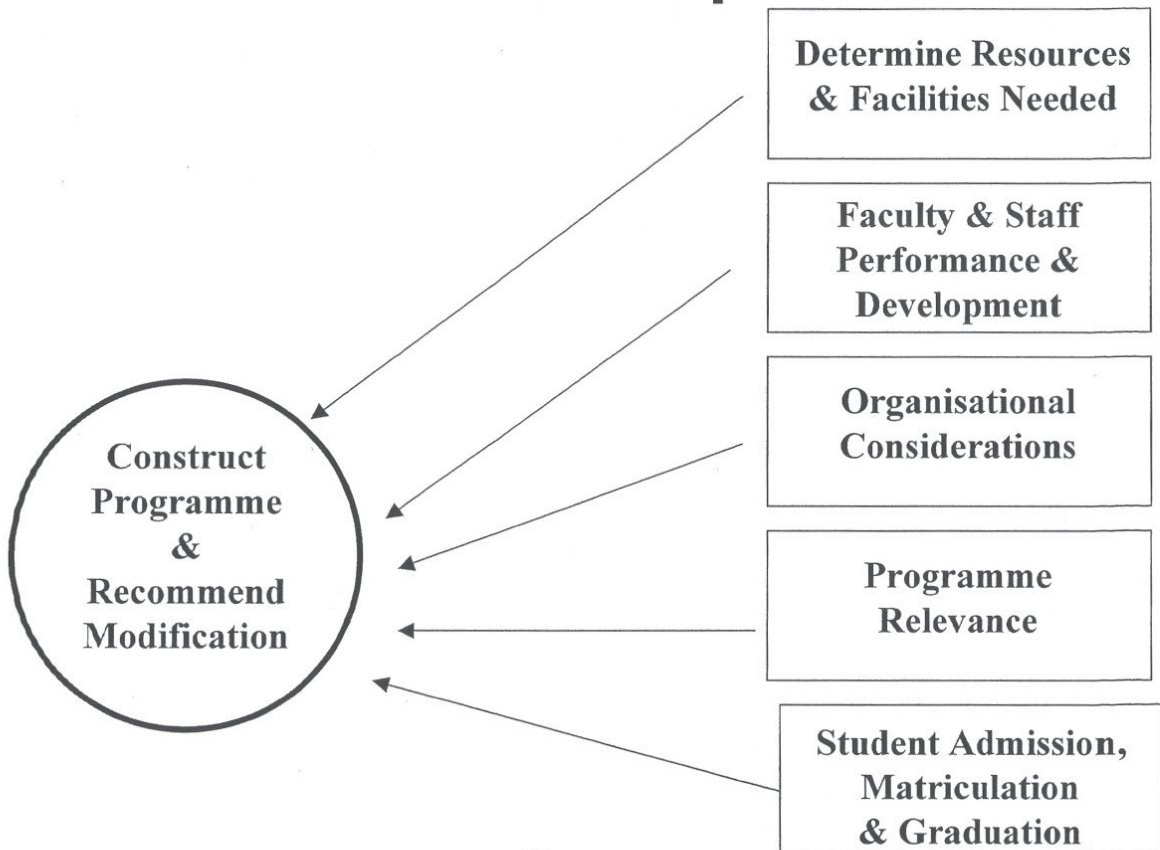 Determine Resources
& Facilities Needed
Faculty & Staff
Performance &
Development
Organisational
Considerations
Programme
Relevance
Student Admission,
Matriculation
& Graduation
Construct
Programme
&
Recommend
Modification